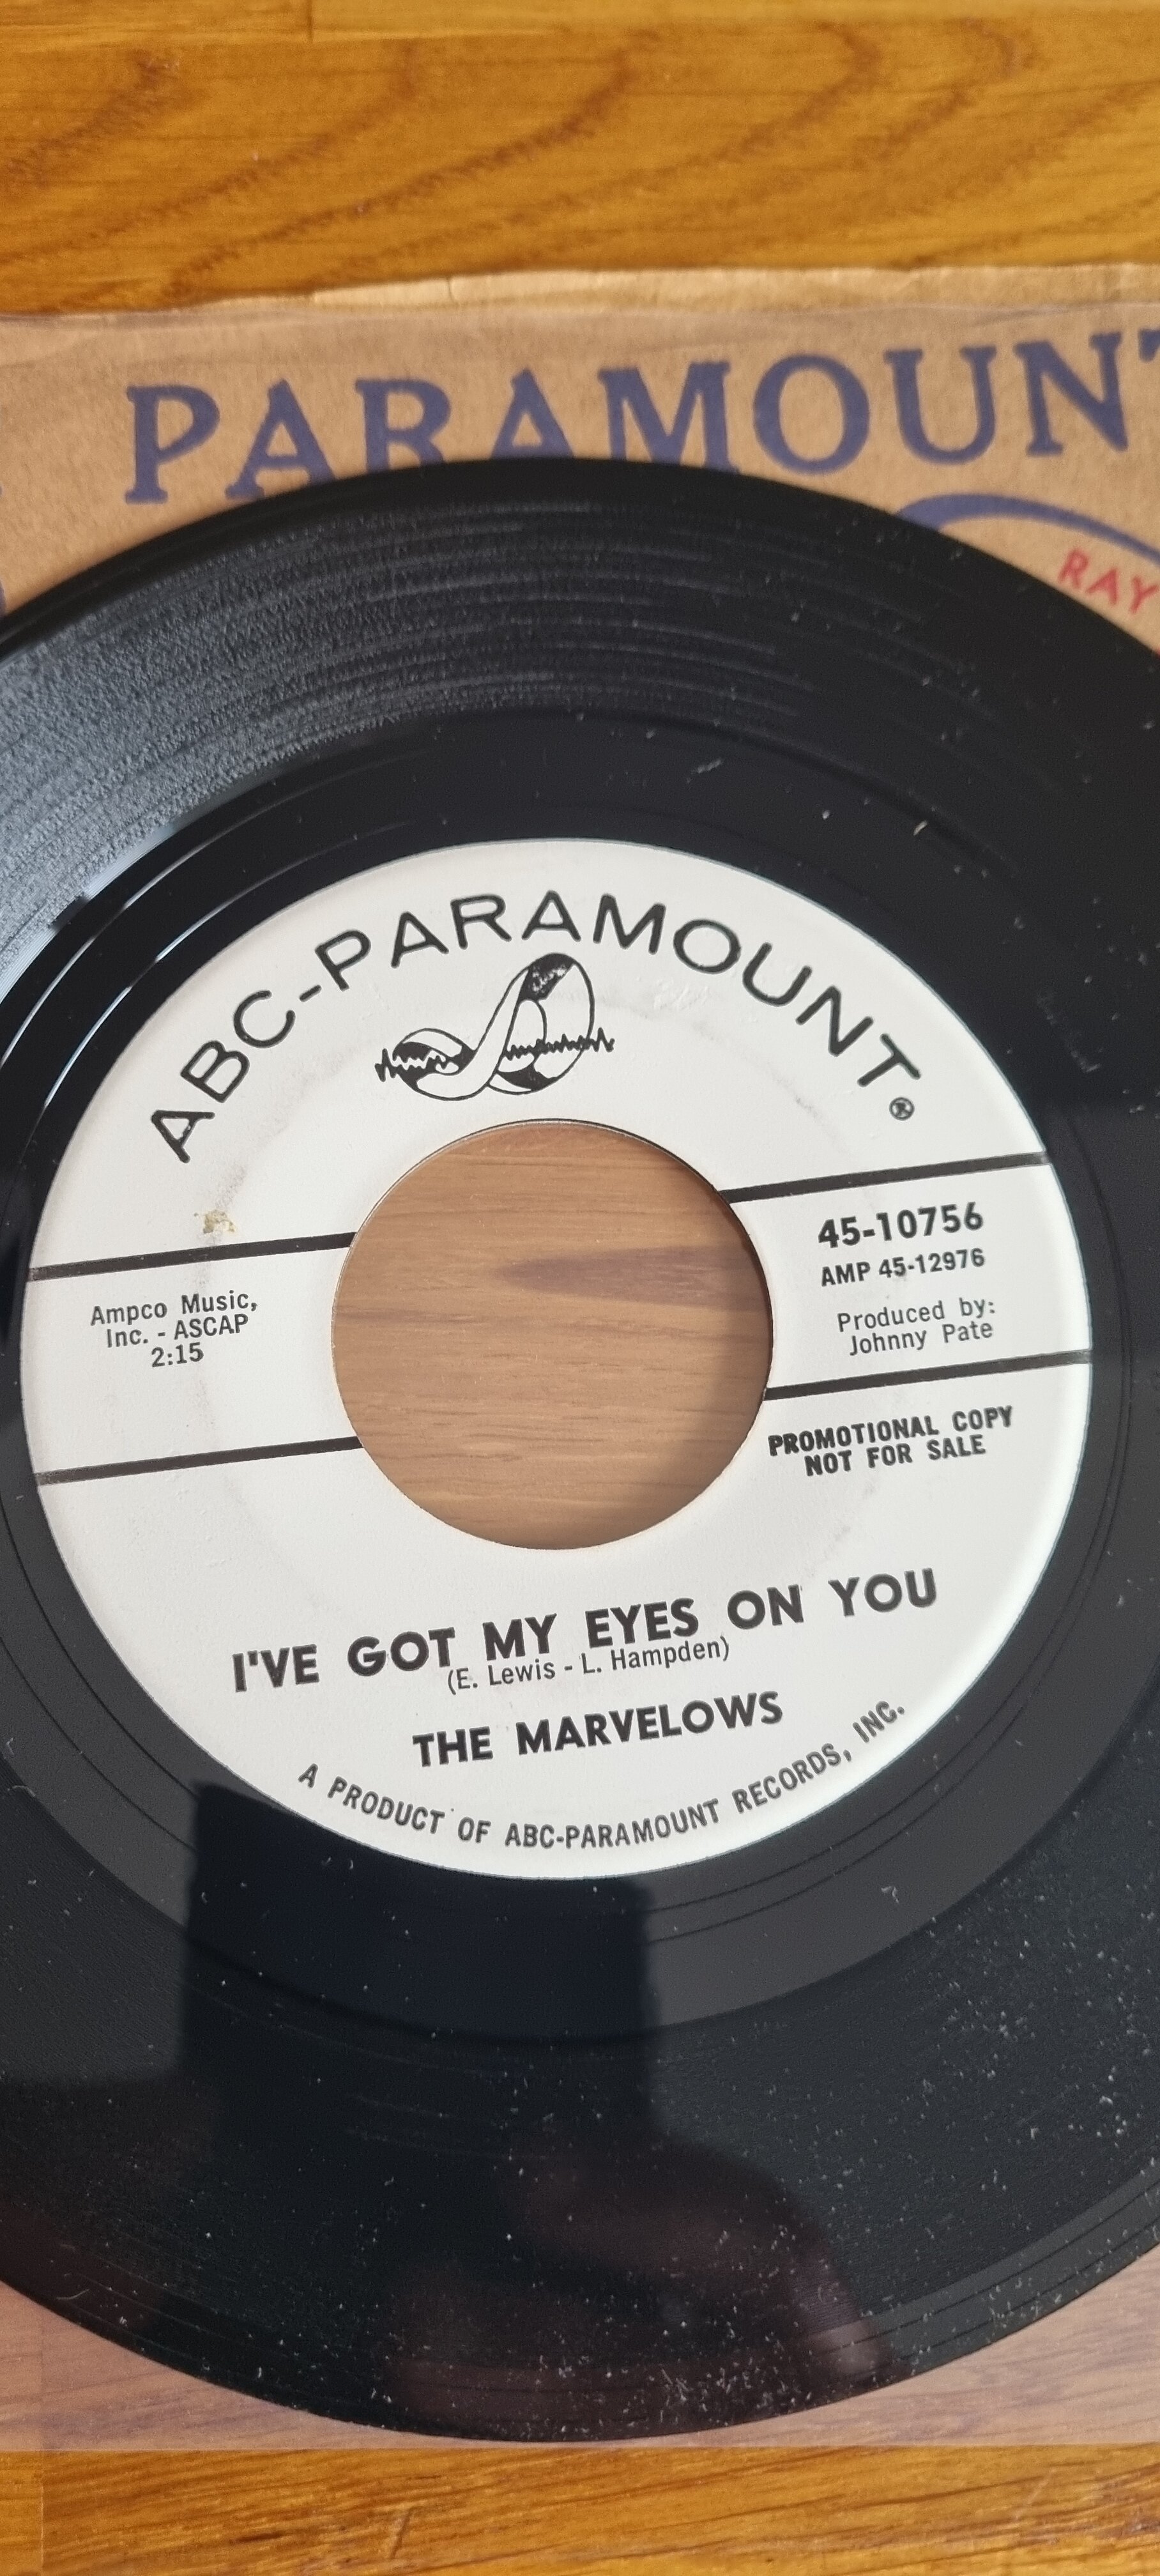 PARAMOUNT
RAY
ABC-PARAMOUNT®
45-10756
AMP 45-12976
Produced by:
Johnny Pate
Ampco Music,
Inc. - ASCAP
2:15
PROMOTIONAL COPY
NOT FOR SALE
I'VE GOT MY EYES ON YOU
(E. Lewis - L. Hampden)
THE MARVELOWS
A PRODUCT OF ABC-PARAMOUNT RECORDS, INC.